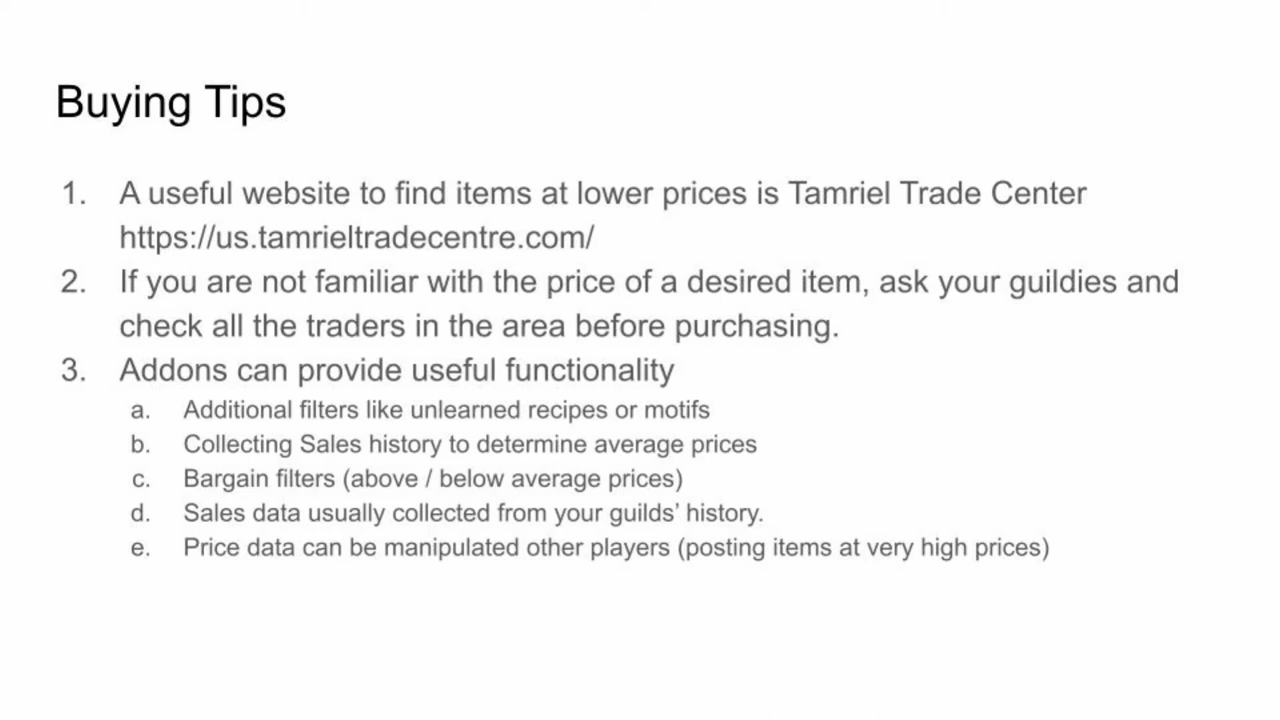 Buying Tips
1. A useful website to find items at lower prices is Tamriel Trade Center
https://us.tamrieltradecentre.com/
2. If you are not familiar with the price of a desired item, ask your guildies and
check all the traders in the area before purchasing.
3. Addons can provide useful functionality
a. Additional filters like unlearned recipes or motifs
b. Collecting Sales history to determine average prices
c. Bargain filters (above / below average prices)
d. Sales data usually collected from your guilds’ history.
e. Price data can be manipulated other players (posting items at very high prices)